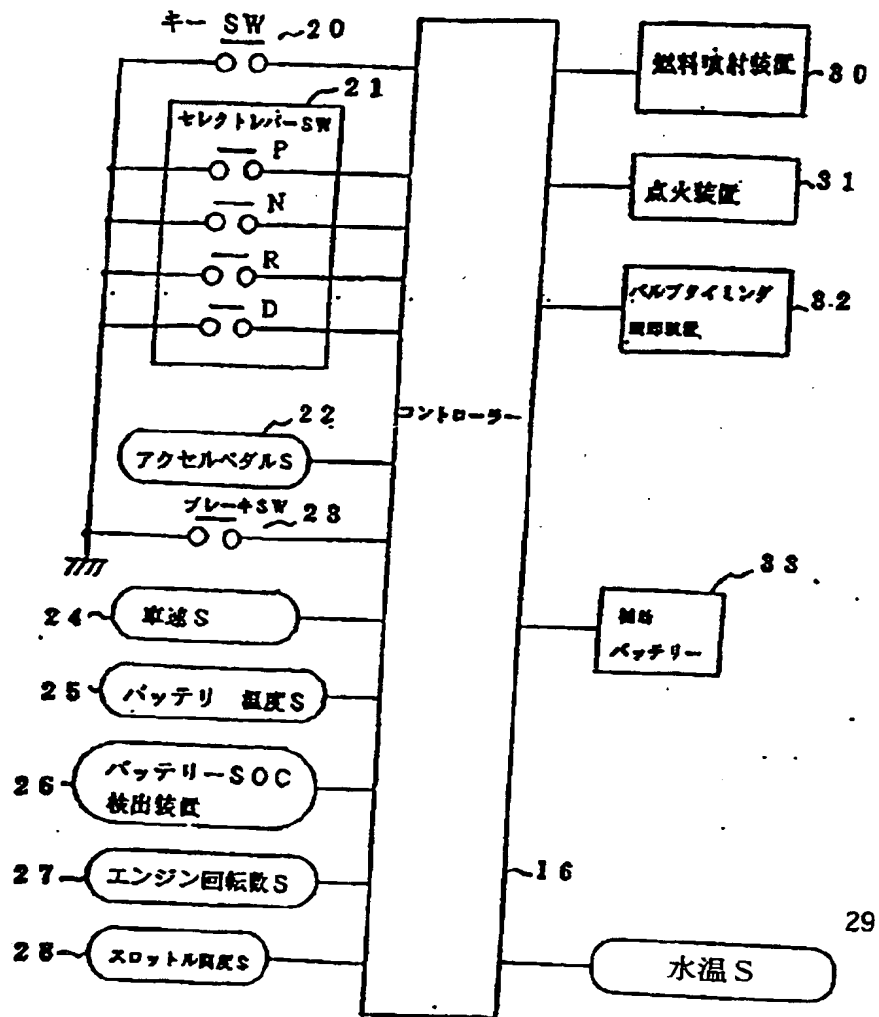 キー SW
20
21
セレクトレバーSW
P
N
R
D
22
アクセルペダルS
ブレーキSW
23
24
車速S
25
バッテリ 温度S
26
バッテリーSOC
検出装置
27
エンジン回転数S
28
スロットル開度S
コントローラー
16
燃料噴射装置
30
点火装置
31
バルブタイミング
装置
32
33
補助
バッテリー
29
水温S